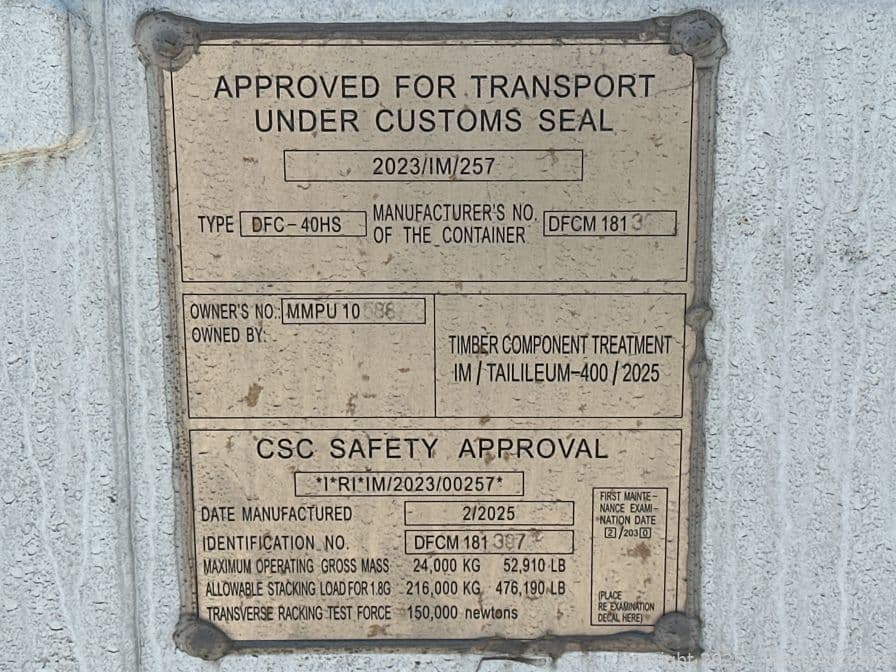 APPROVED FOR TRANSPORT
UNDER CUSTOMS SEAL
2023/IM/257
TYPE DFC-40HS MANUFACTURER'S NO. OF THE CONTAINER DFCM 181
OWNER'S NO.: MMPU 10
OWNED BY:
TIMBER COMPONENT TREATMENT
IM / TAILILEUM-400 / 2025
CSC SAFETY APPROVAL
*I*RI*IM/2023/00257*
DATE MANUFACTURED 2/2025
IDENTIFICATION NO. DFCM 181
MAXIMUM OPERATING GROSS MASS 24,000 KG 52,910 LB
ALLOWABLE STACKING LOAD FOR 1.8G 216,000 KG 476,190 LB
TRANSVERSE RACKING TEST FORCE 150,000 newtons
FIRST MAINTE-
NANCE EXAMI-
NATION DATE
2/2030
(PLACE
RE EXAMINATION
DECAL HERE)